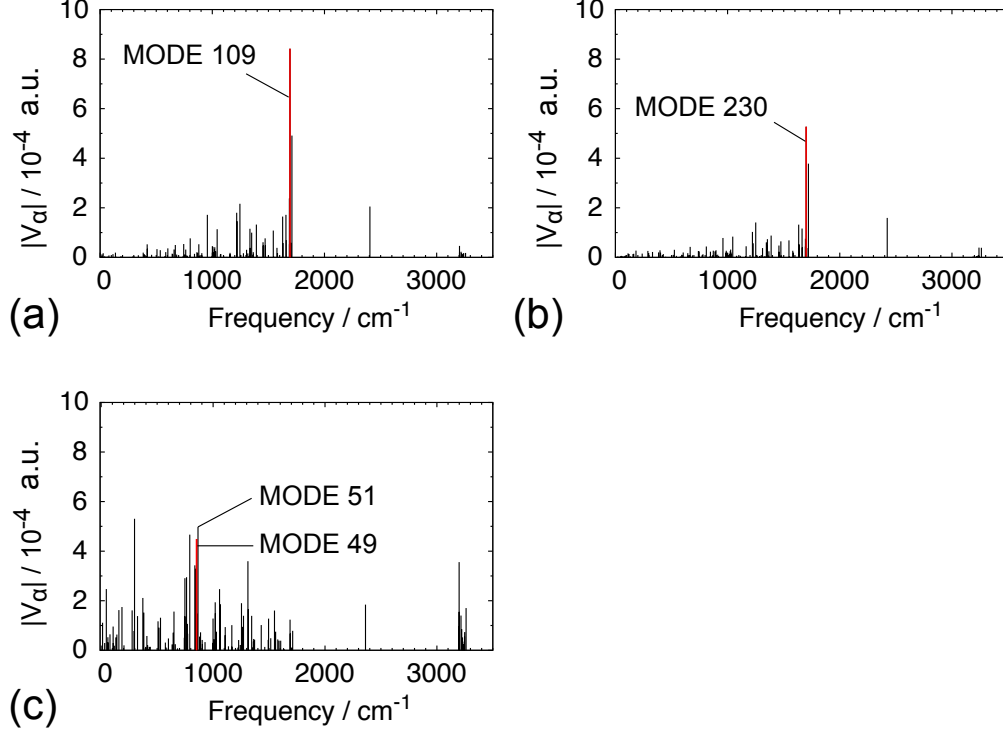 10
8
6
4
2
0
|Vα| / 10⁻⁴ a.u.
MODE 109
0 1000 2000 3000
Frequency / cm⁻¹
(a)
10
8
6
4
2
0
|Vα| / 10⁻⁴ a.u.
MODE 230
0 1000 2000 3000
Frequency / cm⁻¹
(b)
10
8
6
4
2
0
|Vα| / 10⁻⁴ a.u.
MODE 51
MODE 49
0 1000 2000 3000
Frequency / cm⁻¹
(c)